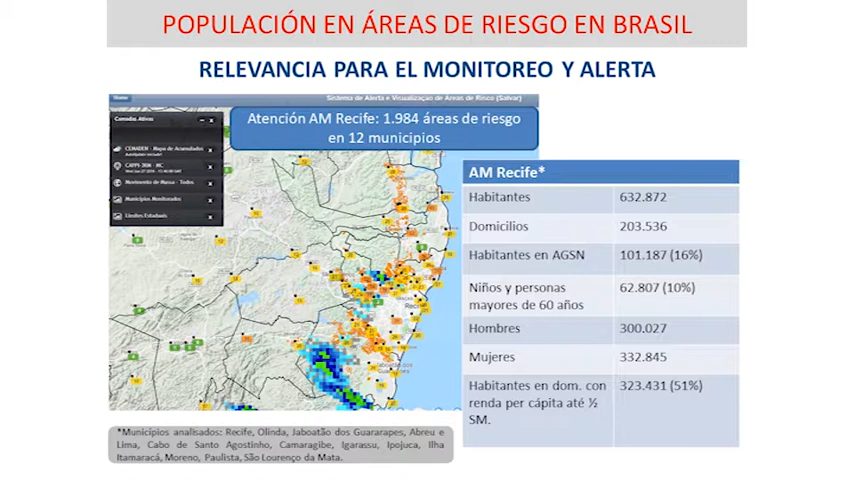 POPULACIÓN EN ÁREAS DE RIESGO EN BRASIL
RELEVANCIA PARA EL MONITOREO Y ALERTA
Home
Sistema de Alerta e Visualização de Áreas de Risco (Salvar)
Camadas Ativas
CEMADEN - Mapa de Acumulados
Movimento de Massa - Todos
Municípios Monitorados
Limites Estaduais
Atención AM Recife: 1.984 áreas de riesgo
en 12 municipios
AM Recife*
Habitantes 632.872
Domicilios 203.536
Habitantes en AGSN 101.187 (16%)
Niños y personas 62.807 (10%)
mayores de 60 años
Hombres 300.027
Mujeres 332.845
Habitantes en dom. con 323.431 (51%)
renda per cápita até ½
SM.
*Municípios analisados: Recife, Olinda, Jaboatão dos Guararapes, Abreu e
Lima, Cabo de Santo Agostinho, Camaragibe, Igarassu, Ipojuca, Ilha
Itamaracá, Moreno, Paulista, São Lourenço da Mata.